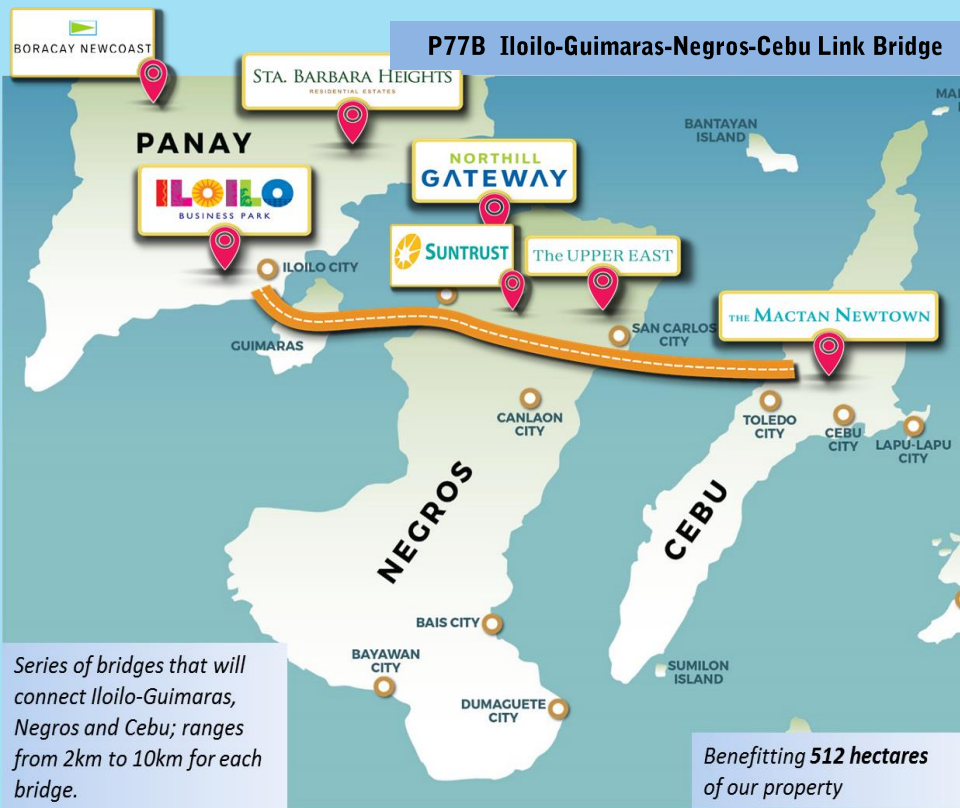 BORACAY NEWCOAST
P77B Iloilo-Guimaras-Negros-Cebu Link Bridge
STA. BARBARA HEIGHTS
RESIDENTIAL ESTATES
PANAY
BANTAYAN
ISLAND
NORTHILL
GATEWAY
ILOILO
BUSINESS PARK
SUNTRUST
The UPPER EAST
ILOILO CITY
THE MACTAN NEWTOWN
GUIMARAS
SAN CARLOS
CITY
CANLAON
CITY
TOLEDO
CITY
CEBU
CITY
LAPU-LAPU
CITY
NEGROS
CEBU
BAIS CITY
BAYAWAN
CITY
SUMILON
ISLAND
DUMAGUETE
CITY
Series of bridges that will
connect Iloilo-Guimaras,
Negros and Cebu; ranges
from 2km to 10km for each
bridge.
Benefitting 512 hectares
of our property